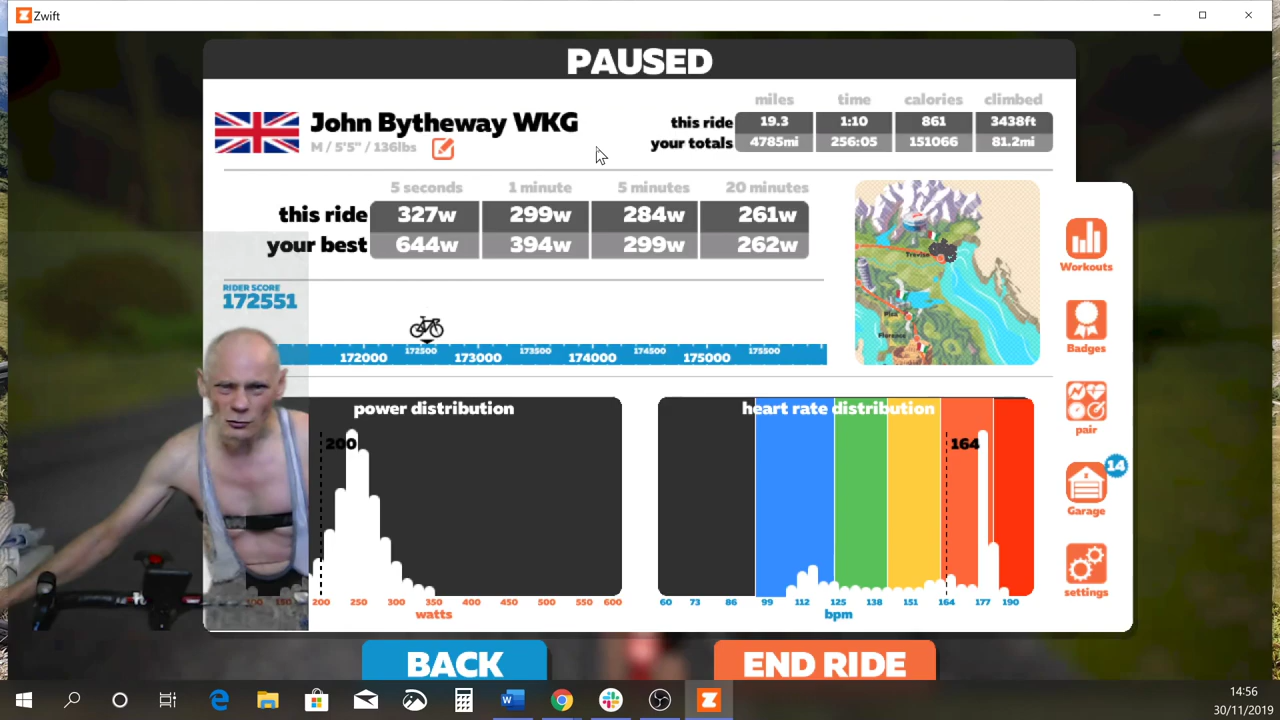 Zwift
PAUSED
John Bytheway WKG
M / 5'5" / 136lbs
miles time calories climbed
this ride 19.3 1:10 861 3438ft
your totals 4785mi 256:05 151066 81.2mi
5 seconds 1 minute 5 minutes 20 minutes
this ride 327w 299w 284w 261w
your best 644w 394w 299w 262w
RIDER SCORE
172551
172000 172500 173000 173500 174000 174500 175000 175500
Treviso
Pisa
Florence
Workouts
Badges
pair
14
Garage
settings
power distribution
200
100 150 200 250 300 350 400 450 500 550 600
watts
heart rate distribution
164
60 73 86 99 112 125 138 151 164 177 190
bpm
BACK
END RIDE
14:56
30/11/2019